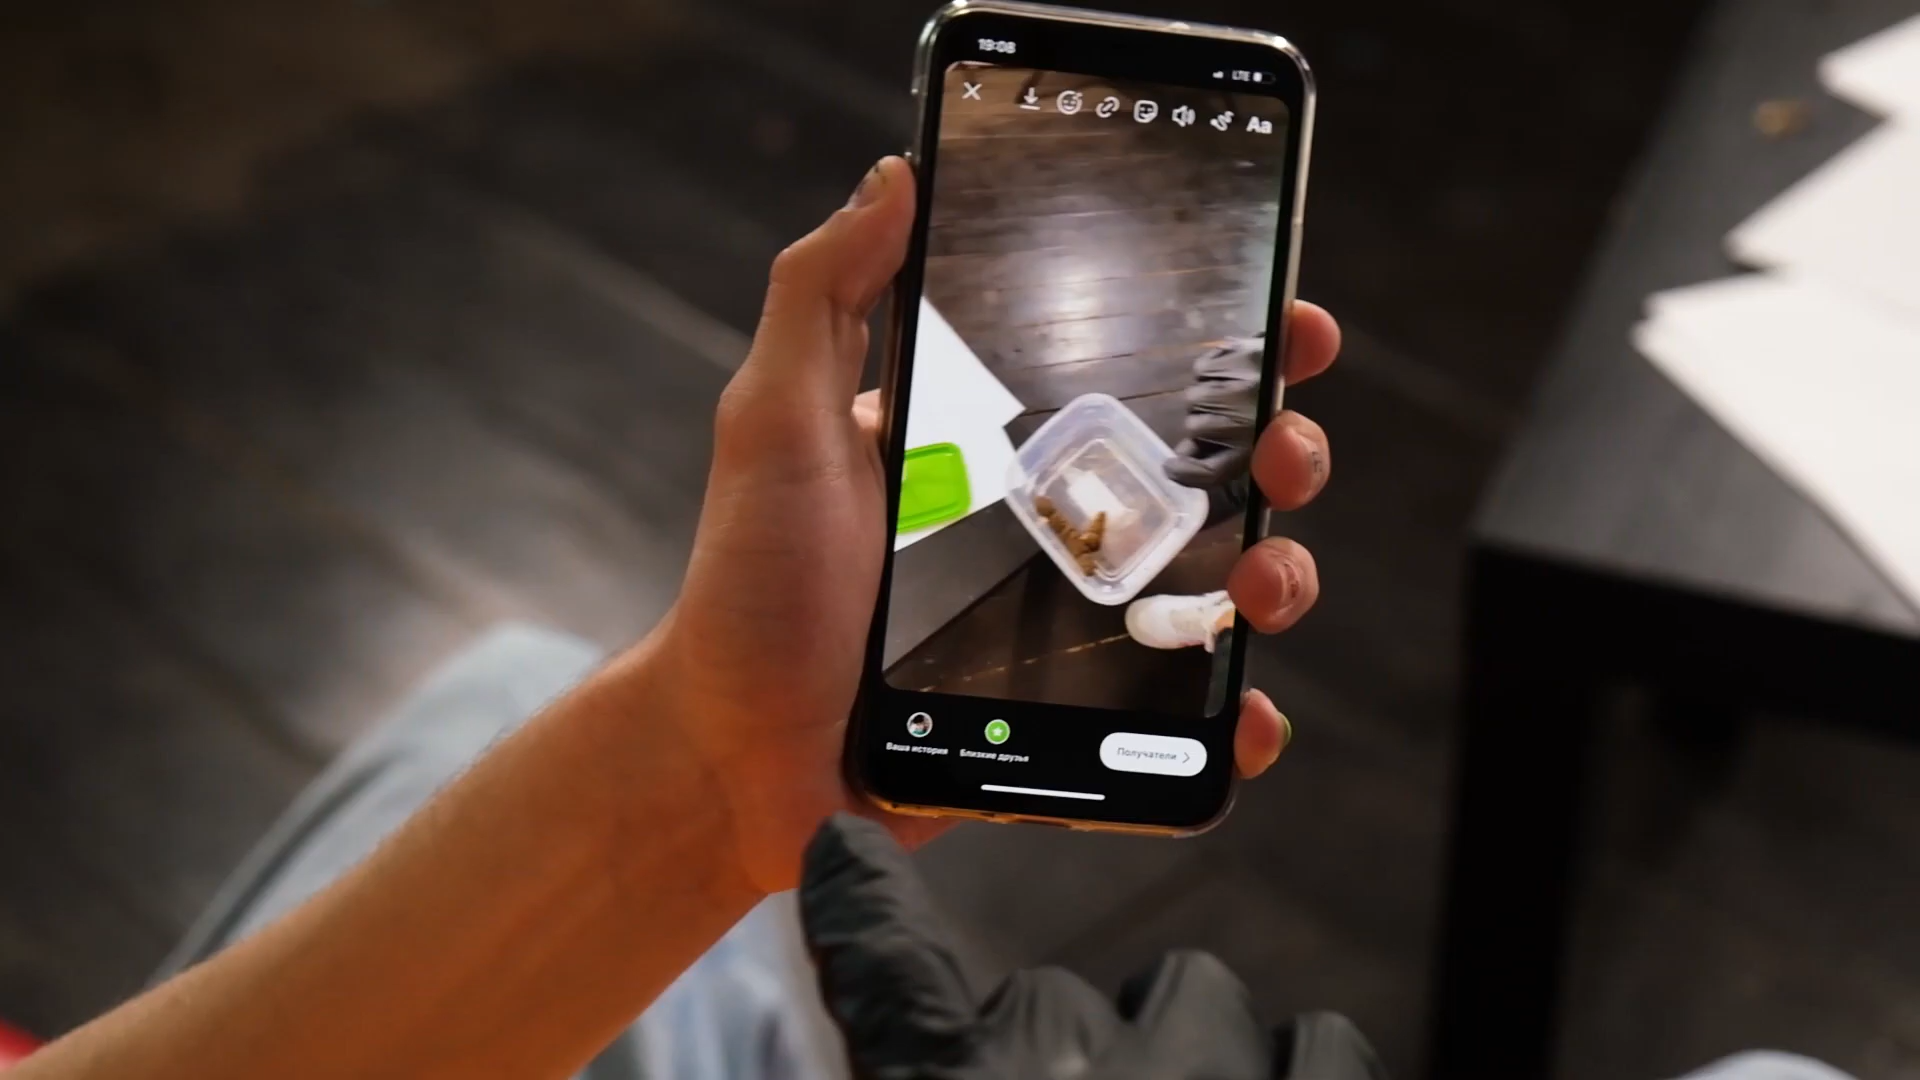 19:08
LTE
Aa
Ваша история
Близкие друзья
Получатели